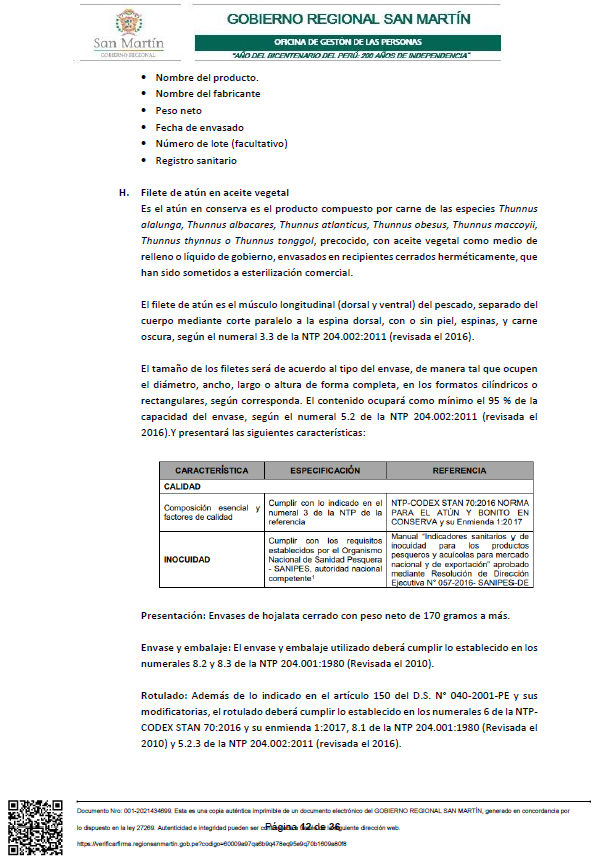 San Martín
GOBIERNO REGIONAL
GOBIERNO REGIONAL SAN MARTÍN
OFICINA DE GESTIÓN DE LAS PERSONAS
“AÑO DEL BICENTENARIO DEL PERÚ: 200 AÑOS DE INDEPENDENCIA”
• Nombre del producto.
• Nombre del fabricante
• Peso neto
• Fecha de envasado
• Número de lote (facultativo)
• Registro sanitario
H. Filete de atún en aceite vegetal
Es el atún en conserva es el producto compuesto por carne de las especies Thunnus
alalunga, Thunnus albacares, Thunnus atlanticus, Thunnus obesus, Thunnus maccoyii,
Thunnus thynnus o Thunnus tonggol, precocido, con aceite vegetal como medio de
relleno o líquido de gobierno, envasados en recipientes cerrados herméticamente, que
han sido sometidos a esterilización comercial.
El filete de atún es el músculo longitudinal (dorsal y ventral) del pescado, separado del
cuerpo mediante corte paralelo a la espina dorsal, con o sin piel, espinas, y carne
oscura, según el numeral 3.3 de la NTP 204.002:2011 (revisada el 2016).
El tamaño de los filetes será de acuerdo al tipo del envase, de manera tal que ocupen
el diámetro, ancho, largo o altura de forma completa, en los formatos cilíndricos o
rectangulares, según corresponda. El contenido ocupará como mínimo el 95 % de la
capacidad del envase, según el numeral 5.2 de la NTP 204.002:2011 (revisada el
2016).Y presentará las siguientes características:
CARACTERÍSTICA ESPECIFICACIÓN REFERENCIA
CALIDAD
Composición esencial y
factores de calidad
Cumplir con lo indicado en el
numeral 3 de la NTP de la
referencia
NTP-CODEX STAN 70:2016 NORMA
PARA EL ATÚN Y BONITO EN
CONSERVA y su Enmienda 1:2017
INOCUIDAD
Cumplir con los requisitos
establecidos por el Organismo
Nacional de Sanidad Pesquera
- SANIPES, autoridad nacional
competente¹
Manual “Indicadores sanitarios y de
inocuidad para los productos
pesqueros y acuícolas para mercado
nacional y de exportación” aprobado
mediante Resolución de Dirección
Ejecutiva N° 057-2016- SANIPES-DE
Presentación: Envases de hojalata cerrado con peso neto de 170 gramos a más.
Envase y embalaje: El envase y embalaje utilizado deberá cumplir lo establecido en los
numerales 8.2 y 8.3 de la NTP 204.001:1980 (Revisada el 2010).
Rotulado: Además de lo indicado en el artículo 150 del D.S. N° 040-2001-PE y sus
modificatorias, el rotulado deberá cumplir lo establecido en los numerales 6 de la NTP-
CODEX STAN 70:2016 y su enmienda 1:2017, 8.1 de la NTP 204.001:1980 (Revisada el
2010) y 5.2.3 de la NTP 204.002:2011 (revisada el 2016).
Documento Nro: 001-2021434699. Esta es una copia auténtica imprimible de un documento electrónico del GOBIERNO REGIONAL SAN MARTÍN, generado en concordancia por
lo dispuesto en la ley 27269. Autenticidad e integridad pueden ser siguiente dirección web.
Página 12 de 36